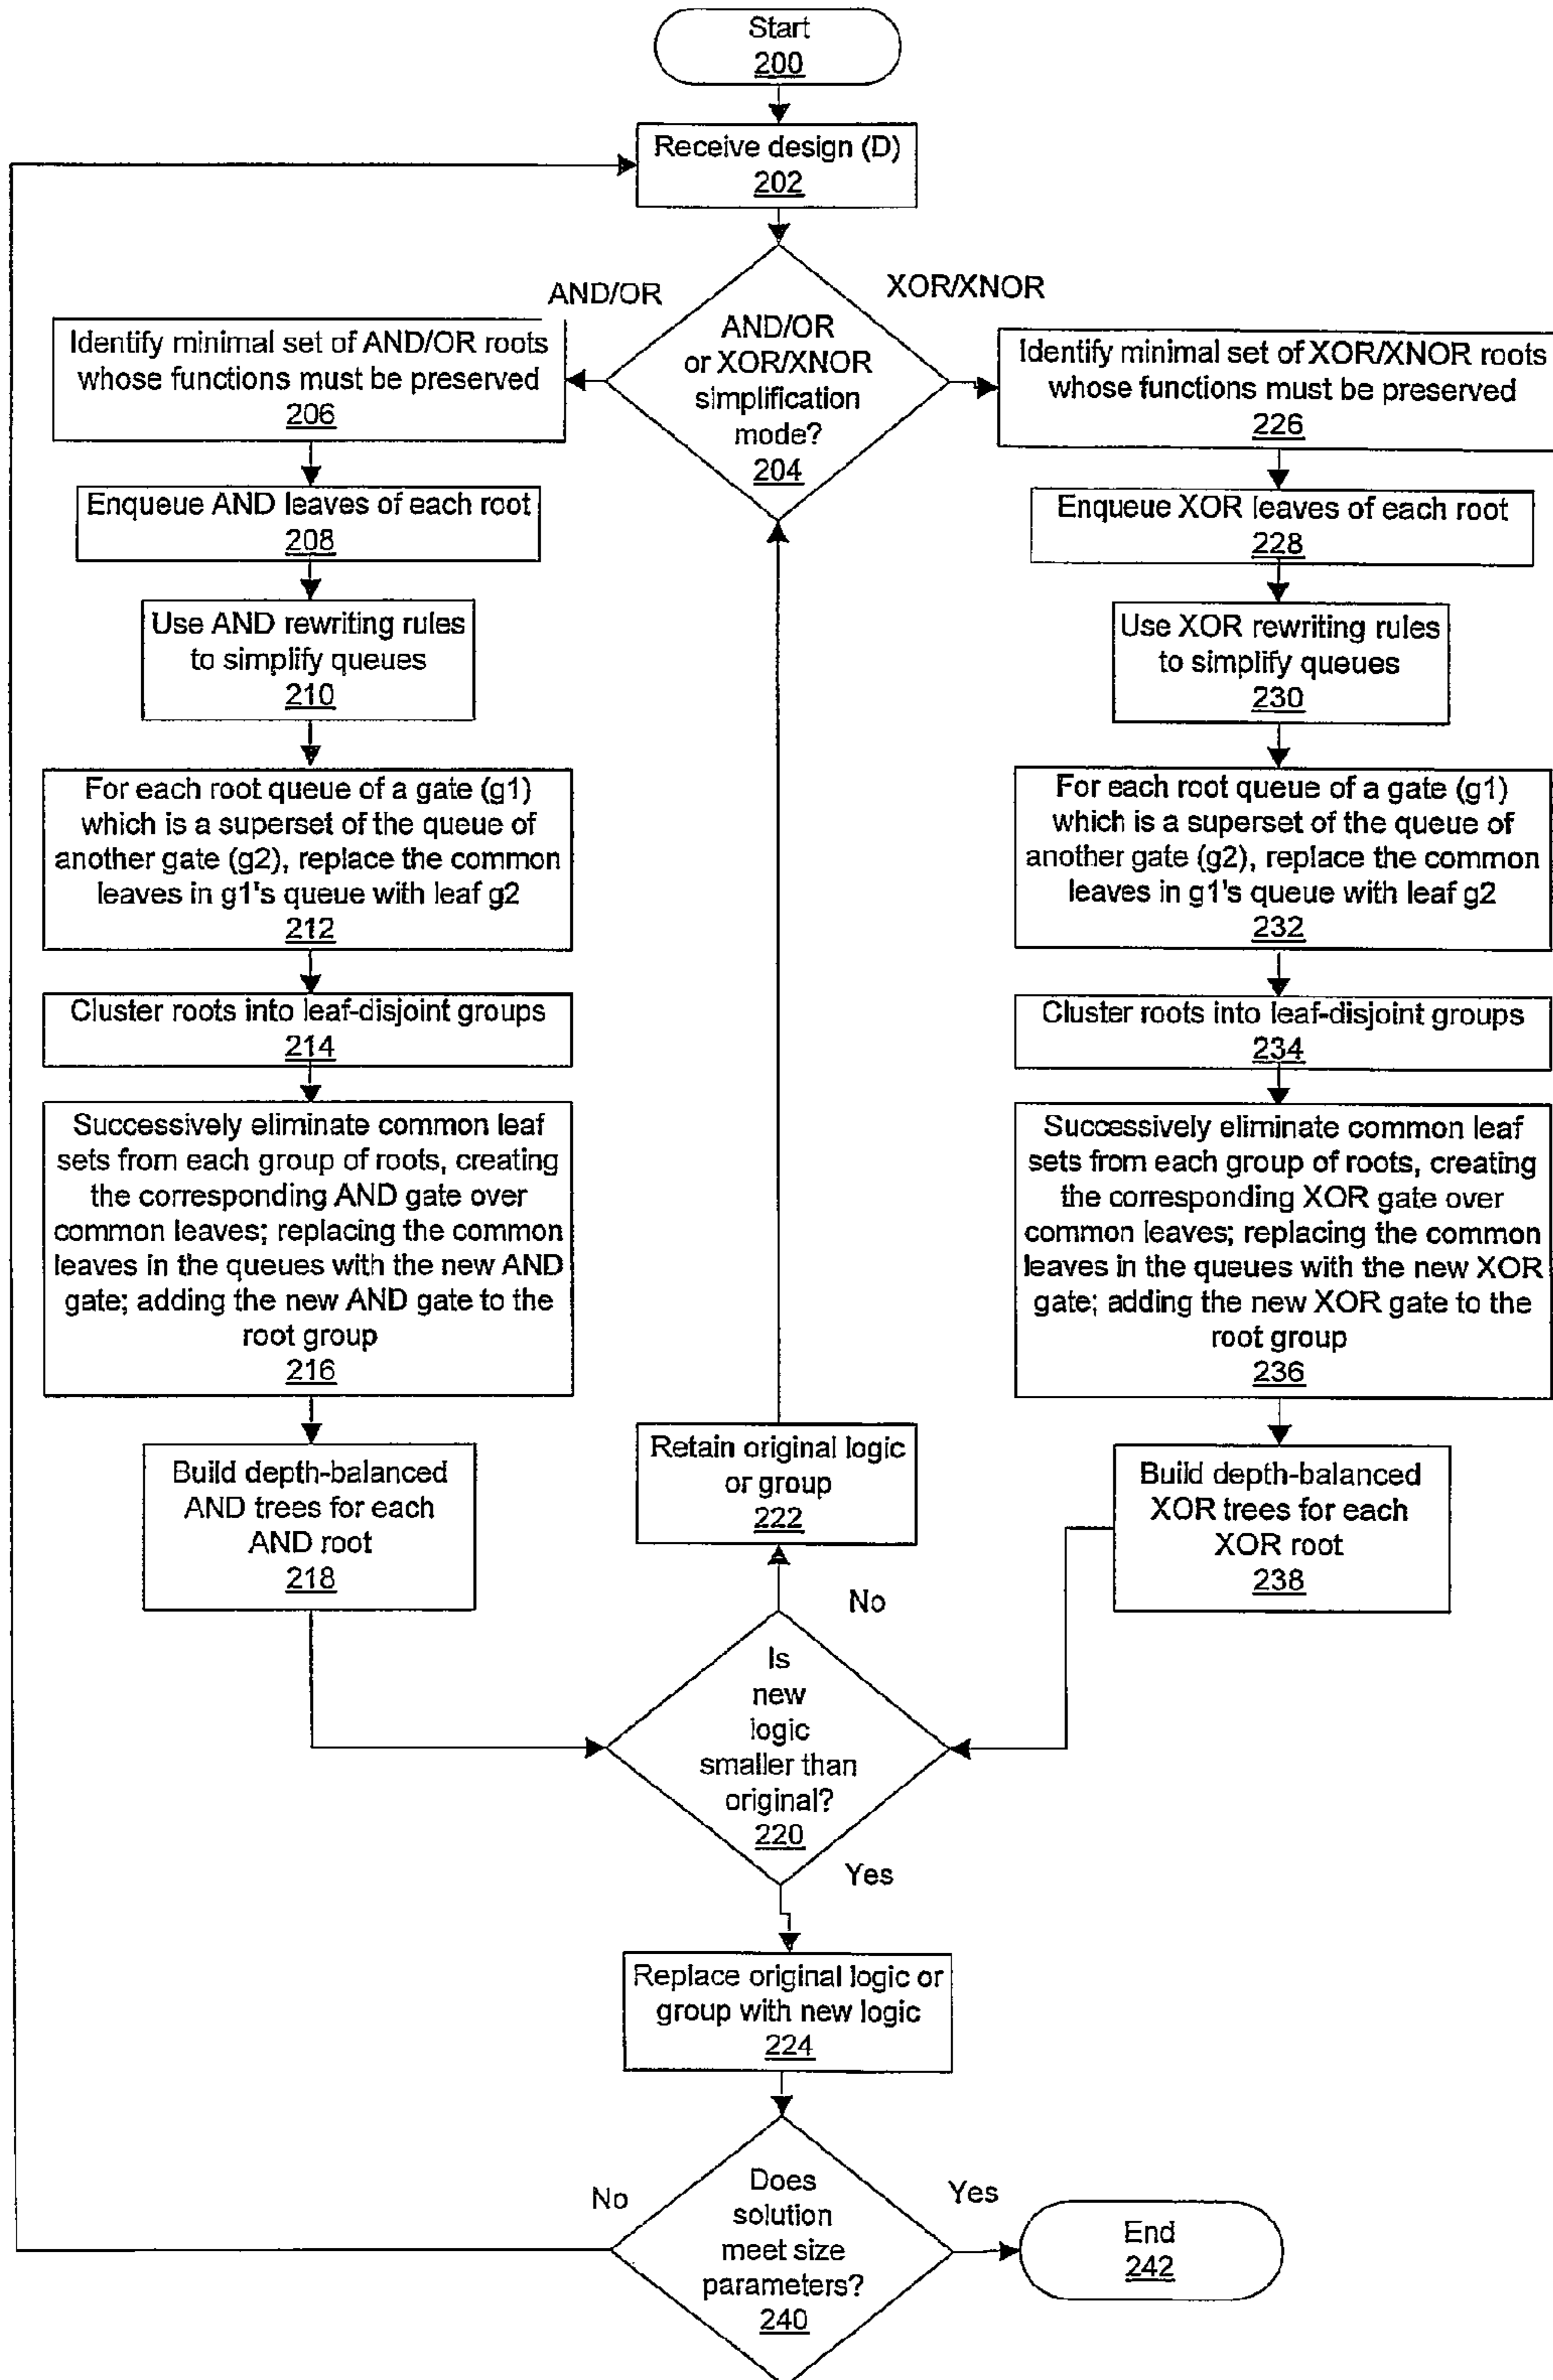 Start
200
Receive design (D)
202
AND/OR
XOR/XNOR
AND/OR
or XOR/XNOR
simplification
mode?
204
Identify minimal set of AND/OR roots
whose functions must be preserved
206
Enqueue AND leaves of each root
208
Use AND rewriting rules
to simplify queues
210
For each root queue of a gate (g1)
which is a superset of the queue of
another gate (g2), replace the common
leaves in g1's queue with leaf g2
212
Cluster roots into leaf-disjoint groups
214
Successively eliminate common leaf
sets from each group of roots, creating
the corresponding AND gate over
common leaves; replacing the common
leaves in the queues with the new AND
gate; adding the new AND gate to the
root group
216
Build depth-balanced
AND trees for each
AND root
218
Identify minimal set of XOR/XNOR roots
whose functions must be preserved
226
Enqueue XOR leaves of each root
228
Use XOR rewriting rules
to simplify queues
230
For each root queue of a gate (g1)
which is a superset of the queue of
another gate (g2), replace the common
leaves in g1's queue with leaf g2
232
Cluster roots into leaf-disjoint groups
234
Successively eliminate common leaf
sets from each group of roots, creating
the corresponding XOR gate over
common leaves; replacing the common
leaves in the queues with the new XOR
gate; adding the new XOR gate to the
root group
236
Build depth-balanced
XOR trees for each
XOR root
238
Retain original logic
or group
222
No
Is
new
logic
smaller than
original?
220
Yes
Replace original logic or
group with new logic
224
No
Does
solution
meet size
parameters?
240
Yes
End
242